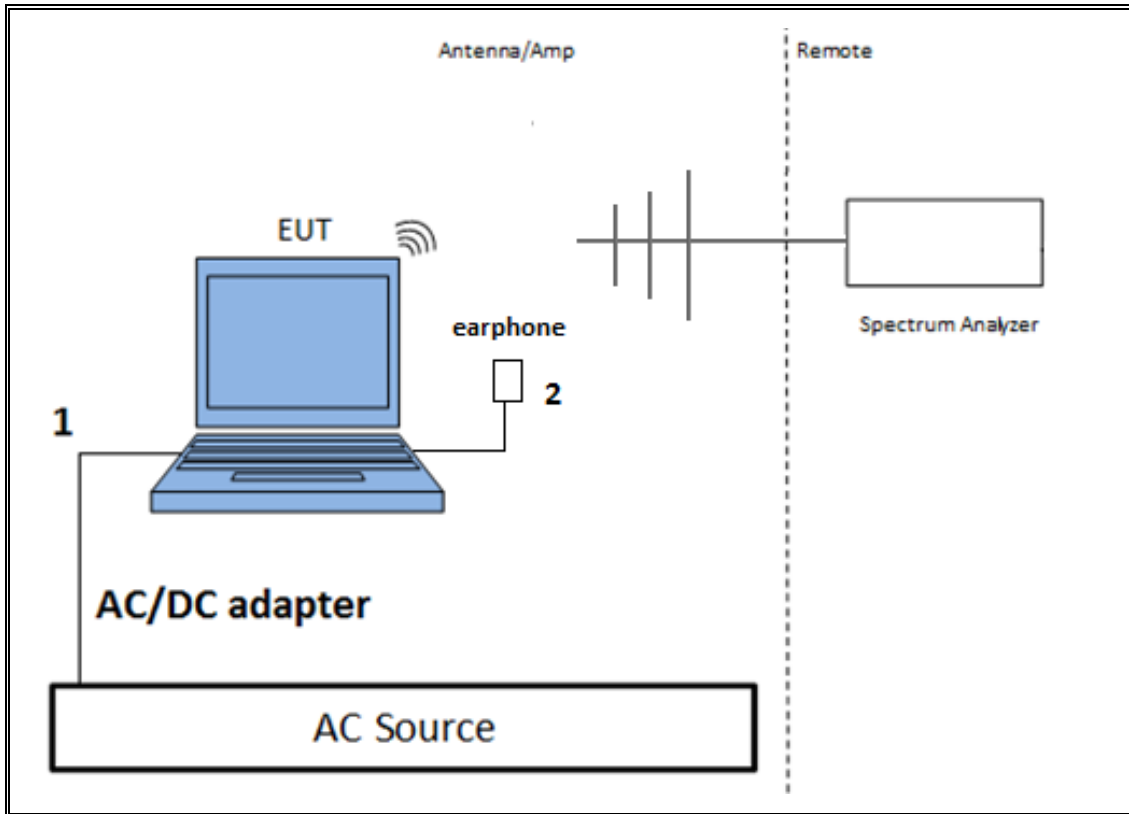 Antenna/Amp
Remote
EUT
earphone
Spectrum Analyzer
2
1
AC/DC adapter
AC Source